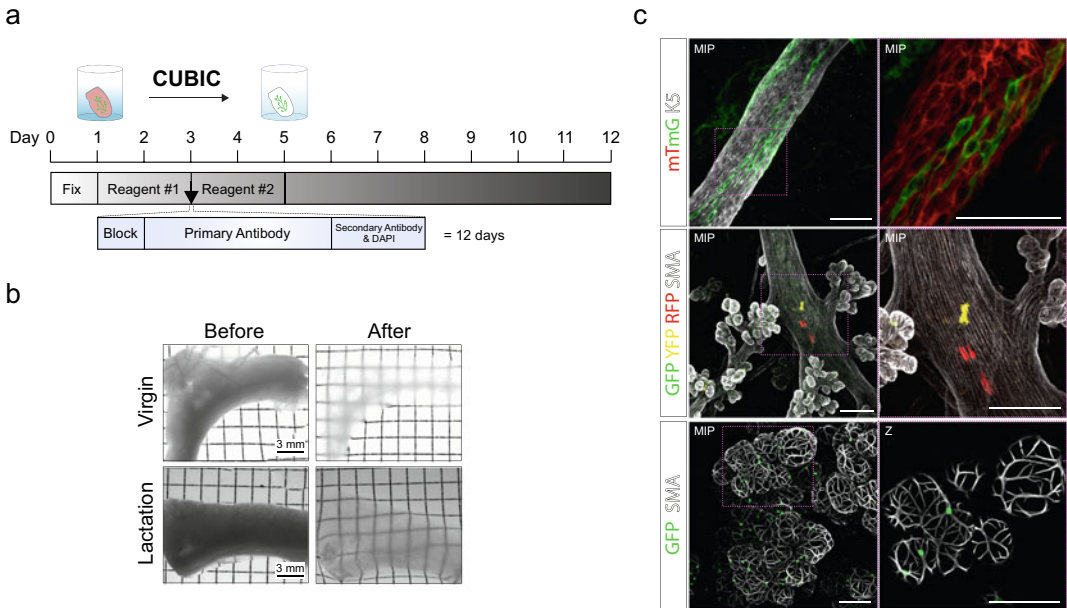 a
CUBIC
Day 0 1 2 3 4 5 6 7 8 9 10 11 12
Fix Reagent #1 Reagent #2
Block Primary Antibody Secondary Antibody & DAPI = 12 days
b
Before After
Virgin
3 mm
Lactation
3 mm
c
mTmG K5
MIP MIP
GFP YFP RFP SMA
MIP MIP
GFP SMA
MIP Z